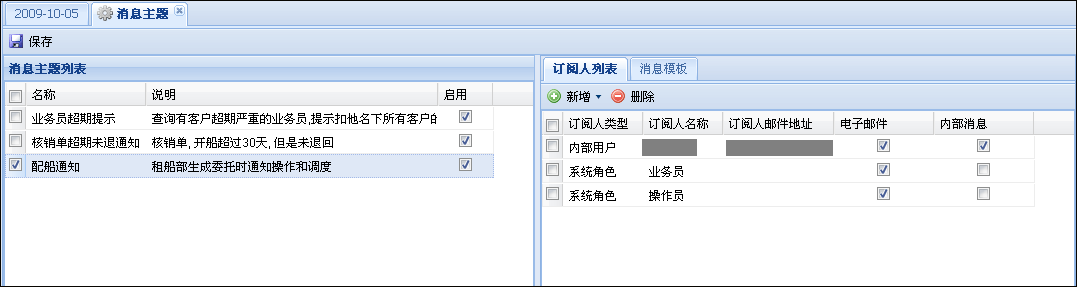 2009-10-05 消息主题
保存
消息主题列表
名称 说明 启用
业务员超期提示 查询有客户超期严重的业务员,提示扣他名下所有客户的
核销单超期未退通知 核销单,开船超过30天,但是未退回
配船通知 租船部生成委托时通知操作和调度
订阅人列表 消息模板
新增 删除
订阅人类型 订阅人名称 订阅人邮件地址 电子邮件 内部消息
内部用户
系统角色 业务员
系统角色 操作员